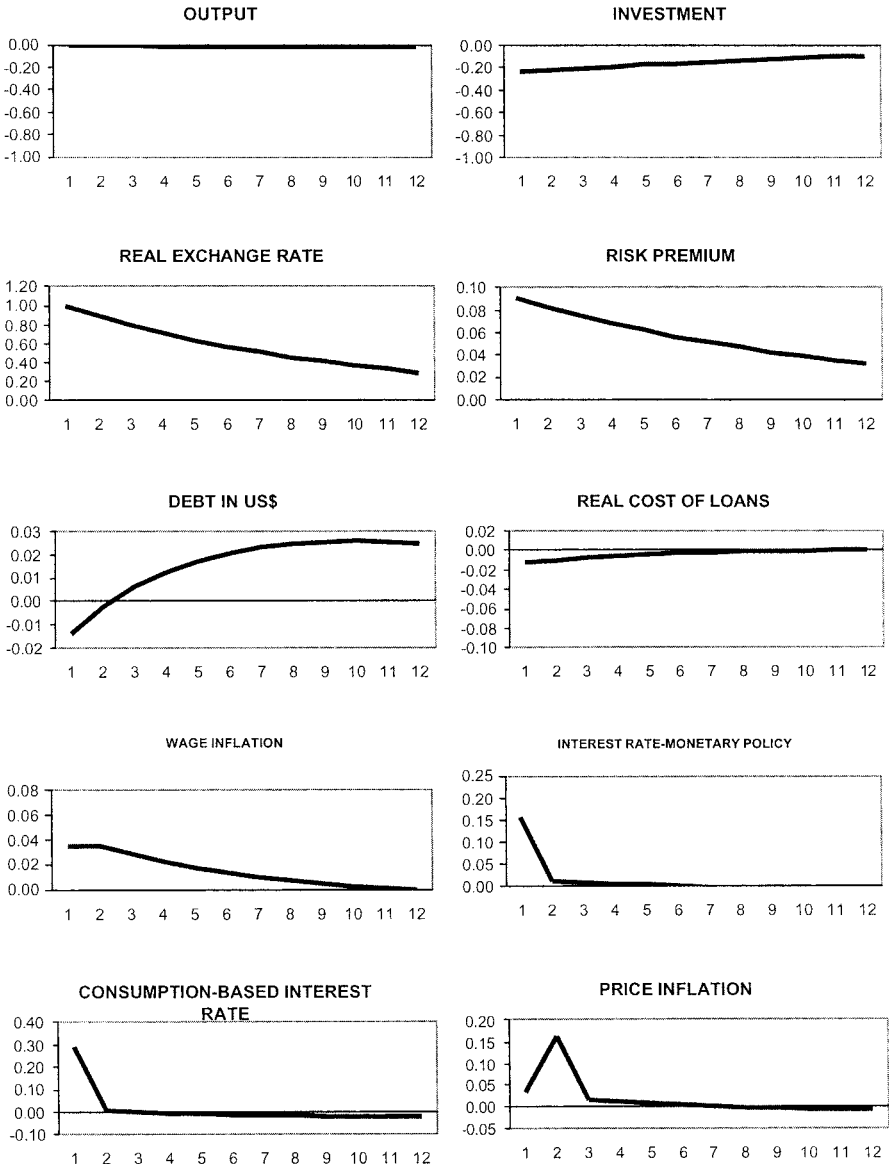 OUTPUT
0.00
-0.20
-0.40
-0.60
-0.80
-1.00
1 2 3 4 5 6 7 8 9 10 11 12
INVESTMENT
0.00
-0.20
-0.40
-0.60
-0.80
-1.00
1 2 3 4 5 6 7 8 9 10 11 12
REAL EXCHANGE RATE
1.20
1.00
0.80
0.60
0.40
0.20
0.00
1 2 3 4 5 6 7 8 9 10 11 12
RISK PREMIUM
0.10
0.08
0.06
0.04
0.02
0.00
1 2 3 4 5 6 7 8 9 10 11 12
DEBT IN US$
0.03
0.02
0.01
0.00
-0.01
-0.02
1 2 3 4 5 6 7 8 9 10 11 12
REAL COST OF LOANS
0.02
0.00
-0.02
-0.04
-0.06
-0.08
-0.10
1 2 3 4 5 6 7 8 9 10 11 12
WAGE INFLATION
0.08
0.06
0.04
0.02
0.00
1 2 3 4 5 6 7 8 9 10 11 12
INTEREST RATE-MONETARY POLICY
0.25
0.20
0.15
0.10
0.05
0.00
1 2 3 4 5 6 7 8 9 10 11 12
CONSUMPTION-BASED INTEREST
RATE
0.40
0.30
0.20
0.10
0.00
-0.10
1 2 3 4 5 6 7 8 9 10 11 12
PRICE INFLATION
0.20
0.15
0.10
0.05
0.00
-0.05
1 2 3 4 5 6 7 8 9 10 11 12